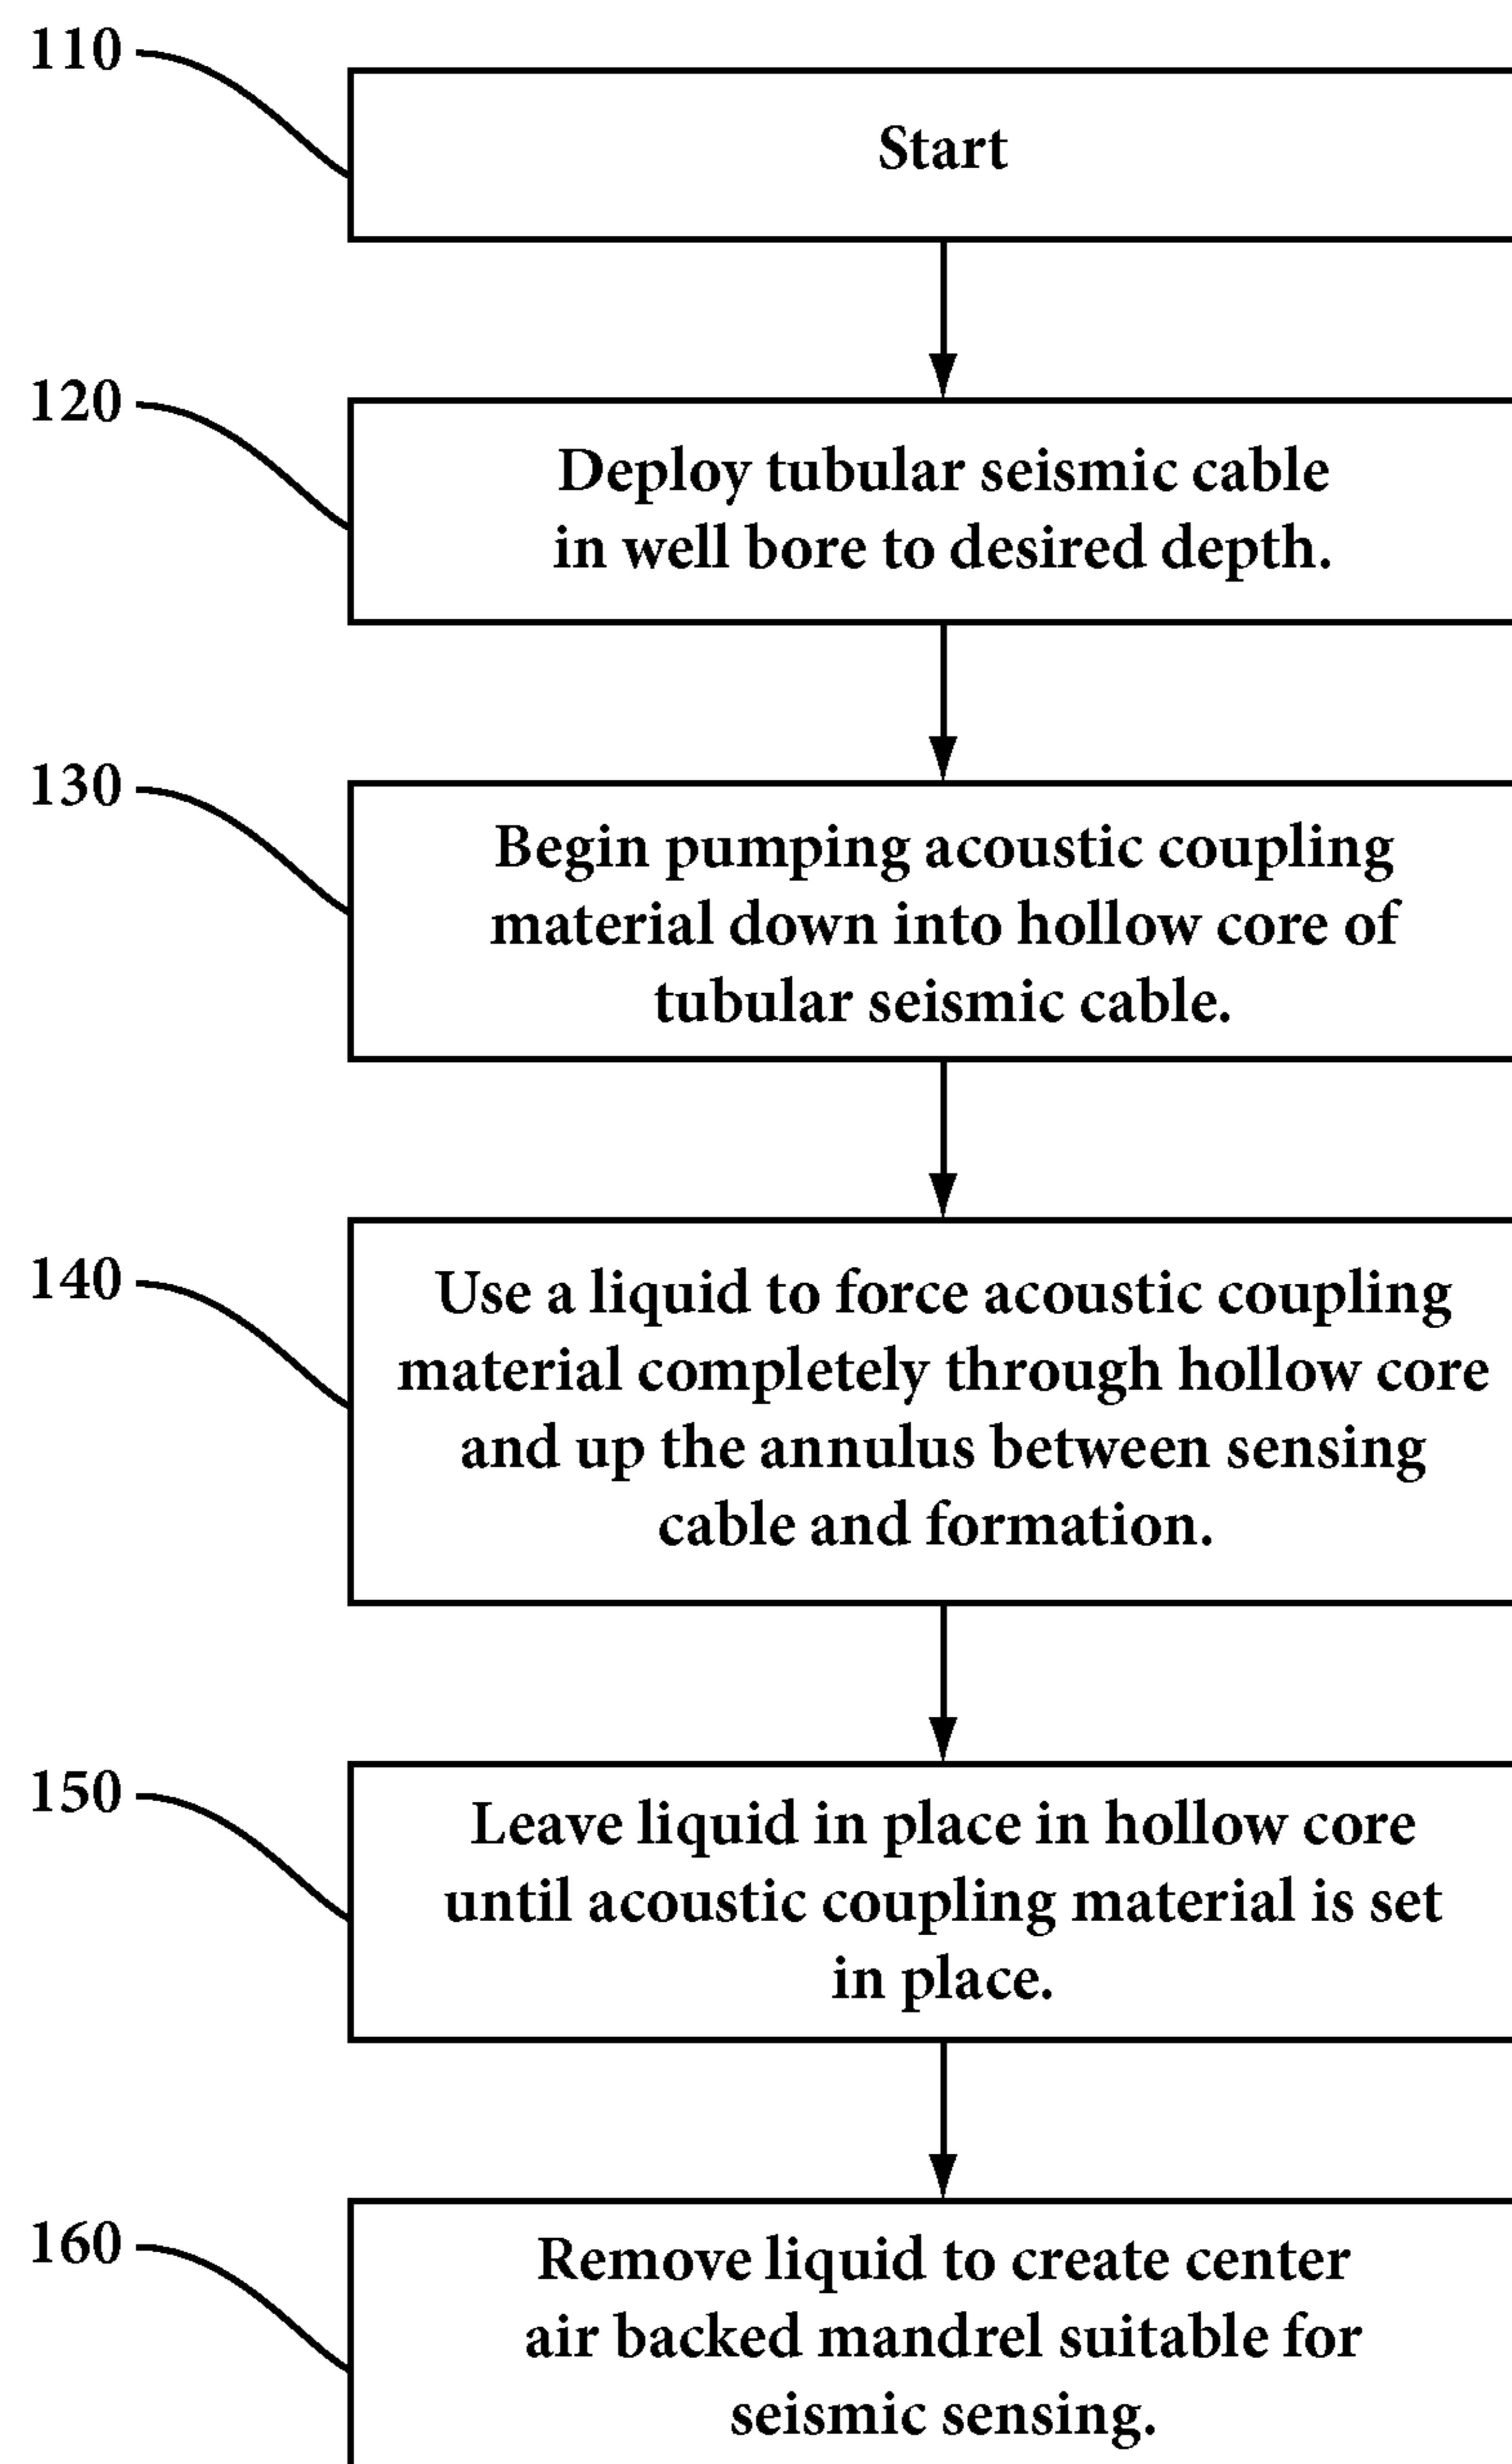 110
Start
120
Deploy tubular seismic cable
in well bore to desired depth.
130
Begin pumping acoustic coupling
material down into hollow core of
tubular seismic cable.
140
Use a liquid to force acoustic coupling
material completely through hollow core
and up the annulus between sensing
cable and formation.
150
Leave liquid in place in hollow core
until acoustic coupling material is set
in place.
160
Remove liquid to create center
air backed mandrel suitable for
seismic sensing.